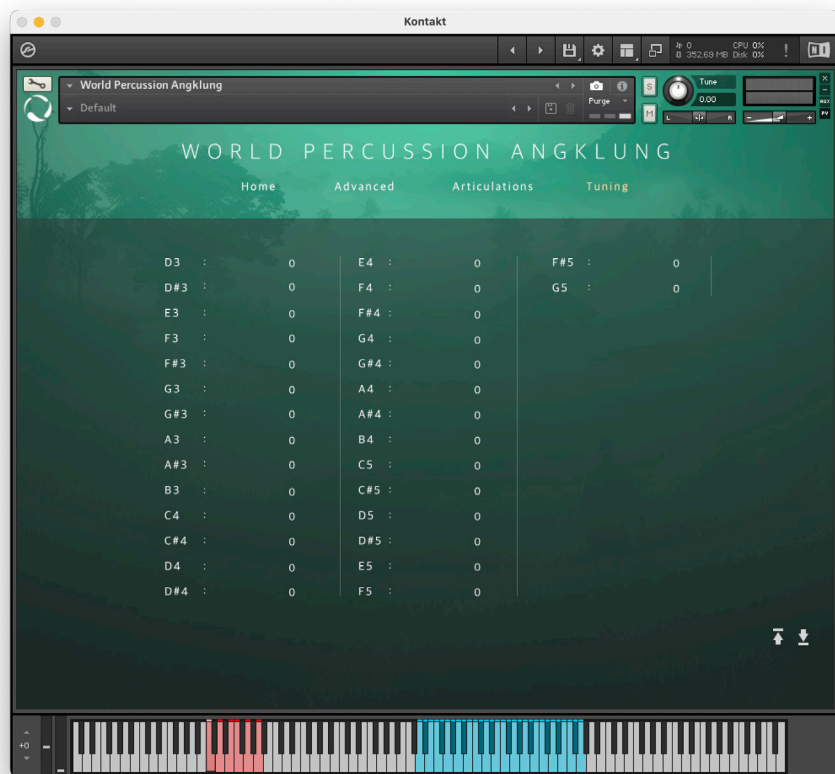 Kontakt
0 CPU 0%
352.69 MB Disk 0% !
World Percussion Angklung
Default
Purge
S
M
Tune
0.00
L R
- +
AUX
PV
WORLD PERCUSSION ANGKLUNG
Home Advanced Articulations Tuning
D3 : 0 E4 : 0 F#5 : 0
D#3 : 0 F4 : 0 G5 : 0
E3 : 0 F#4 : 0
F3 : 0 G4 : 0
F#3 : 0 G#4 : 0
G3 : 0 A4 : 0
G#3 : 0 A#4 : 0
A3 : 0 B4 : 0
A#3 : 0 C5 : 0
B3 : 0 C#5 : 0
C4 : 0 D5 : 0
C#4 : 0 D#5 : 0
D4 : 0 E5 : 0
D#4 : 0 F5 : 0
+0